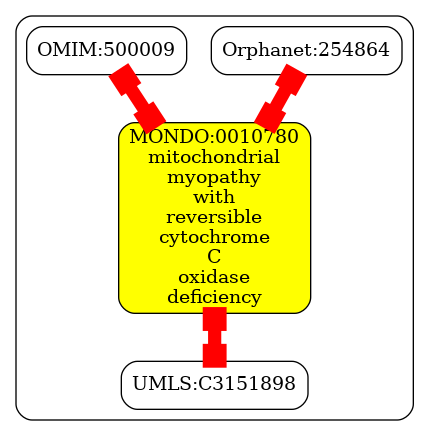 OMIM:500009
Orphanet:254864
MONDO:0010780
mitochondrial
myopathy
with
reversible
cytochrome
C
oxidase
deficiency
UMLS:C3151898